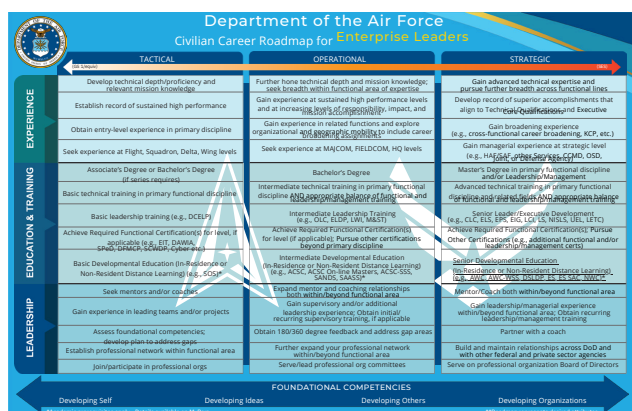 Department of the Air Force
Civilian Career Roadmap for Enterprise Leaders
TACTICAL
OPERATIONAL
STRATEGIC
EXPERIENCE
Develop technical depth/proficiency and
relevant mission knowledge
Further hone technical depth and mission knowledge;
seek breadth within functional area of expertise
Gain advanced technical expertise and
pursue further breadth across functional lines
Establish record of sustained high performance
Gain experience at sustained high performance levels
and at increasing levels of responsibility, impact, and
mission accomplishment
Develop record of superior accomplishments that
align to Technical Qualifications and Executive
Core Qualifications
Obtain entry-level experience in primary discipline
Gain experience in related functions and explore
organizational and geographic mobility to include career
broadening assignments
Gain broadening experience
(e.g., cross-functional career broadening, KCP, etc.)
Seek experience at Flight, Squadron, Delta, Wing levels
Seek experience at MAJCOM, FIELDCOM, HQ levels
Gain managerial experience at strategic level
(e.g., HAF/SAF, other Services, CCMD, OSD,
Joint, or Defense Agency)
EDUCATION & TRAINING
Associate's Degree or Bachelor's Degree
(if series requires)
Bachelor's Degree
Master's Degree in primary functional discipline
and/or Leadership/Management
Basic technical training in primary functional discipline
Intermediate technical training in primary functional
discipline AND appropriate balance of functional and
leadership/management training
Advanced technical training in primary functional
discipline and related fields AND appropriate balance
of functional and leadership/management training
Basic leadership training (e.g., DCELP)
Intermediate Leadership Training
(e.g., OLC, ELDP, LWI, M&ST)
Senior Leader/Executive Development
(e.g., CLC, ELS, EPS, EIG, LCI, LS, NISLS, UEL, LETC)
Achieve Required Functional Certification(s) for level, if
applicable (e.g., EIT, DAWIA,
SPeD, DFMCP, SCWDP, Cyber etc.)
Achieve Required Functional Certification(s)
for level (if applicable); Pursue other certifications
beyond primary discipline
Achieve Required Functional Certification(s); Pursue
Other Certifications (e.g., additional functional and/or
leadership/management certs)
Basic Developmental Education (In-Residence or
Non-Resident Distance Learning) (e.g., SOS)*
Intermediate Developmental Education
(In-Residence or Non-Resident Distance Learning)
(e.g., ACSC, ACSC On-line Masters, ACSC-SSS,
SANDS, SAASS)*
Senior Developmental Education
(In-Residence or Non-Resident Distance Learning)
(e.g., AWC, AWC WSS, DSLDP, ES, ES SAC, NWC)*
LEADERSHIP
Seek mentors and/or coaches
Expand mentor and coaching relationships
both within/beyond functional area
Mentor/Coach both within/beyond functional area
Gain experience in leading teams and/or projects
Gain supervisory and/or additional
leadership experience; Obtain initial/
recurring supervisory training, if applicable
Gain leadership/managerial experience
within/beyond functional area; Obtain recurring
leadership/management training
Assess foundational competencies;
develop plan to address gaps
Obtain 180/360 degree feedback and address gap areas
Partner with a coach
Establish professional network within functional area
Further expand your professional network
within/beyond functional area
Build and maintain relationships across DoD and
with other federal and private sector agencies
Join/participate in professional orgs
Serve/lead professional org committees
Serve on professional organization Board of Directors
FOUNDATIONAL COMPETENCIES
Developing Self
Developing Ideas
Developing Others
Developing Organizations